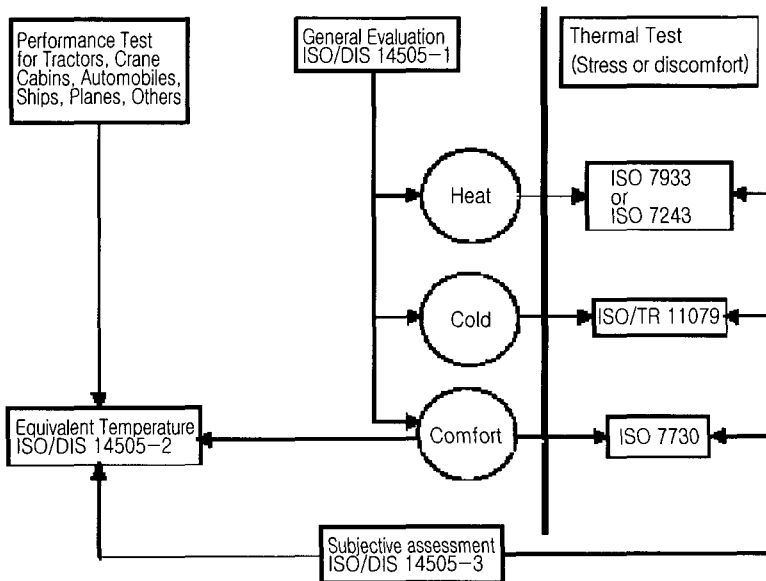 Performance Test
for Tractors, Crane
Cabins, Automobiles,
Ships, Planes, Others
General Evaluation
ISO/DIS 14505-1
Thermal Test
(Stress or discomfort)
Heat
ISO 7933
or
ISO 7243
Cold
ISO/TR 11079
Equivalent Temperature
ISO/DIS 14505-2
Comfort
ISO 7730
Subjective assessment
ISO/DIS 14505-3